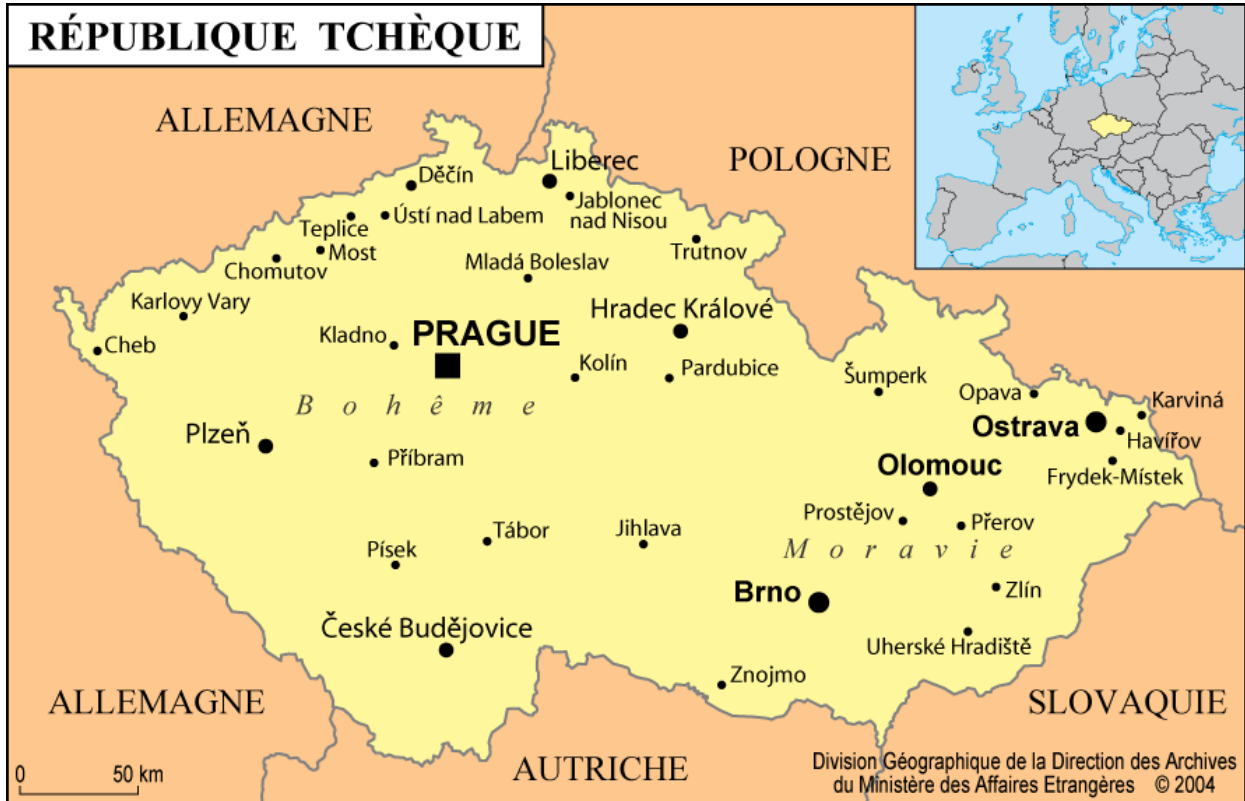 RÉPUBLIQUE TCHÈQUE
ALLEMAGNE
POLOGNE
Liberec
Děčín
Jablonec
nad Nisou
Ústí nad Labem
Teplice
Most
Trutnov
Chomutov
Mladá Boleslav
Karlovy Vary
Hradec Králové
Kladno
PRAGUE
Cheb
Kolín
Pardubice
Šumperk
Opava
Karviná
Bohême
Ostrava
Plzeň
Havířov
Příbram
Olomouc
Frydek-Místek
Prostějov
Přerov
Tábor
Jihlava
Písek
Moravie
Brno
Zlín
České Budějovice
Uherské Hradiště
Znojmo
ALLEMAGNE
SLOVAQUIE
AUTRICHE
0 50 km
Division Géographique de la Direction des Archives
du Ministère des Affaires Etrangères © 2004